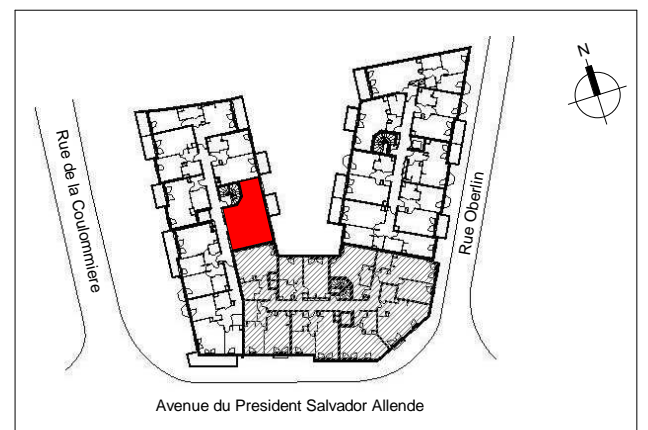 N
Rue de la Coulommiere
Rue Oberlin
Avenue du President Salvador Allende